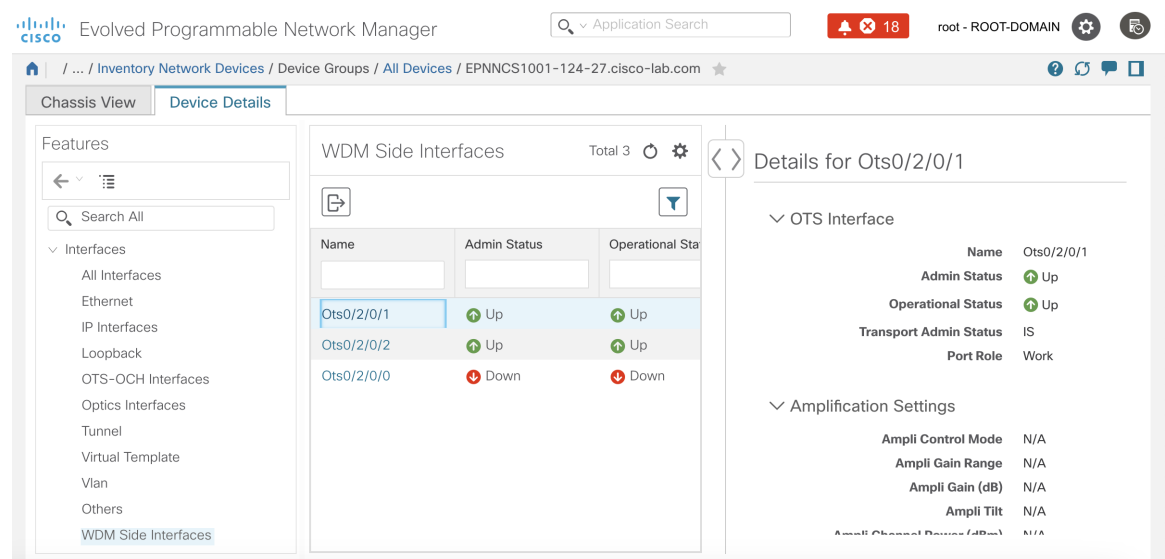 cisco Evolved Programmable Network Manager Application Search 18 root - ROOT-DOMAIN
/ ... / Inventory Network Devices / Device Groups / All Devices / EPNNCS1001-124-27.cisco-lab.com
Chassis View Device Details
Features
Search All
Interfaces
All Interfaces
Ethernet
IP Interfaces
Loopback
OTS-OCH Interfaces
Optics Interfaces
Tunnel
Virtual Template
Vlan
Others
WDM Side Interfaces
WDM Side Interfaces Total 3
Name Admin Status Operational Sta
Ots0/2/0/1 Up Up
Ots0/2/0/2 Up Up
Ots0/2/0/0 Down Down
Details for Ots0/2/0/1
OTS Interface
Name Ots0/2/0/1
Admin Status Up
Operational Status Up
Transport Admin Status IS
Port Role Work
Amplification Settings
Ampli Control Mode N/A
Ampli Gain Range N/A
Ampli Gain (dB) N/A
Ampli Tilt N/A
Ampli Channel Power (dBm) N/A